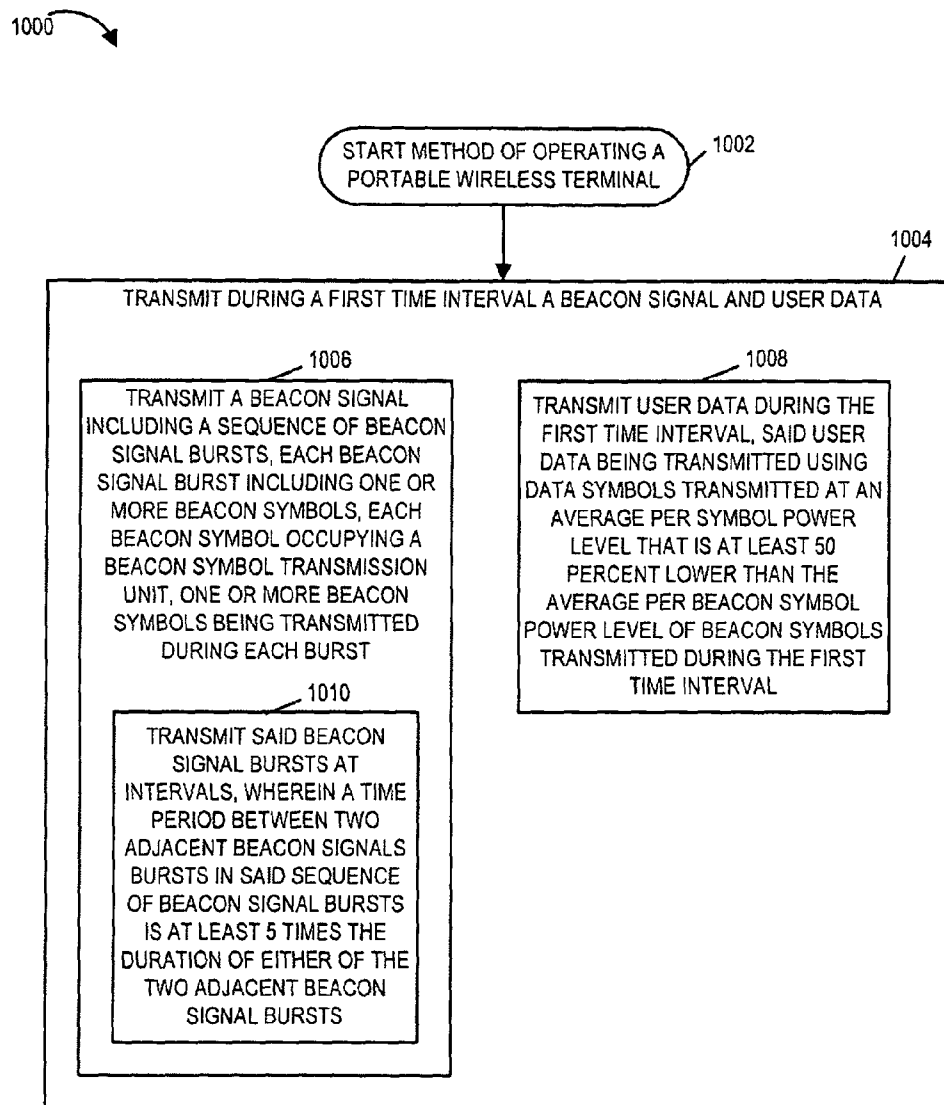 1000
START METHOD OF OPERATING A
PORTABLE WIRELESS TERMINAL
1002
1004
TRANSMIT DURING A FIRST TIME INTERVAL A BEACON SIGNAL AND USER DATA
1006
TRANSMIT A BEACON SIGNAL
INCLUDING A SEQUENCE OF BEACON
SIGNAL BURSTS, EACH BEACON
SIGNAL BURST INCLUDING ONE OR
MORE BEACON SYMBOLS, EACH
BEACON SYMBOL OCCUPYING A
BEACON SYMBOL TRANSMISSION
UNIT, ONE OR MORE BEACON
SYMBOLS BEING TRANSMITTED
DURING EACH BURST
1010
TRANSMIT SAID BEACON
SIGNAL BURSTS AT
INTERVALS, WHEREIN A TIME
PERIOD BETWEEN TWO
ADJACENT BEACON SIGNALS
BURSTS IN SAID SEQUENCE
OF BEACON SIGNAL BURSTS
IS AT LEAST 5 TIMES THE
DURATION OF EITHER OF THE
TWO ADJACENT BEACON
SIGNAL BURSTS
1008
TRANSMIT USER DATA DURING THE
FIRST TIME INTERVAL, SAID USER
DATA BEING TRANSMITTED USING
DATA SYMBOLS TRANSMITTED AT AN
AVERAGE PER SYMBOL POWER
LEVEL THAT IS AT LEAST 50
PERCENT LOWER THAN THE
AVERAGE PER BEACON SYMBOL
POWER LEVEL OF BEACON SYMBOLS
TRANSMITTED DURING THE FIRST
TIME INTERVAL